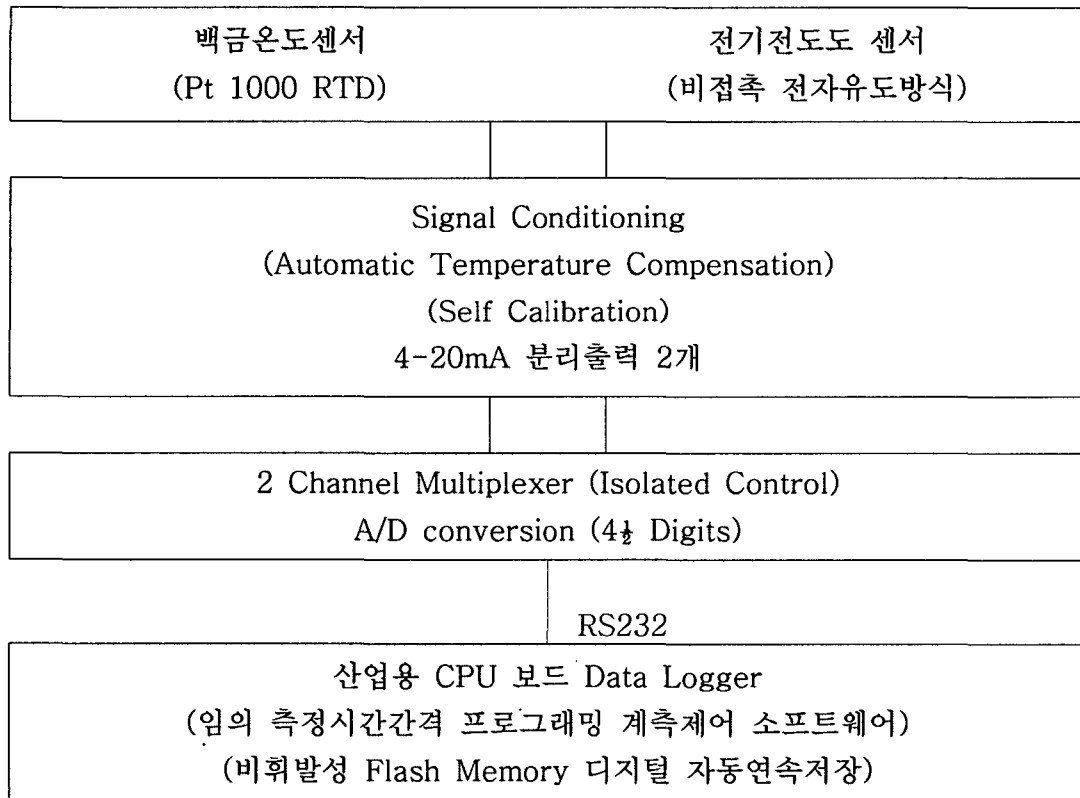 백금온도센서 전기전도도 센서
(Pt 1000 RTD) (비접촉 전자유도방식)
Signal Conditioning
(Automatic Temperature Compensation)
(Self Calibration)
4-20mA 분리출력 2개
2 Channel Multiplexer (Isolated Control)
A/D conversion (4½ Digits)
RS232
산업용 CPU 보드 Data Logger
(임의 측정시간간격 프로그래밍 계측제어 소프트웨어)
(비휘발성 Flash Memory 디지털 자동연속저장)